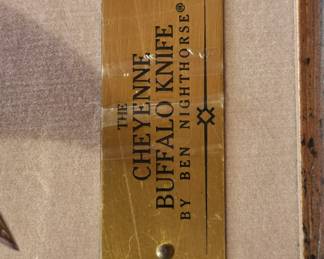 THE
CHEYENNE
BUFFALO KNIFE
BY BEN NIGHTHORSE®